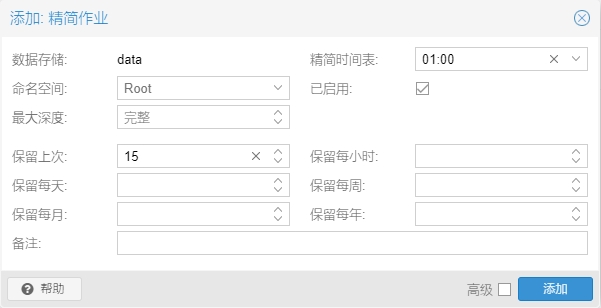 添加: 精简作业
数据存储: data 精简时间表: 01:00
命名空间: Root 已启用:
最大深度: 完整
保留上次: 15 保留每小时:
保留每天: 保留每周:
保留每月: 保留每年:
备注:
帮助 高级 添加